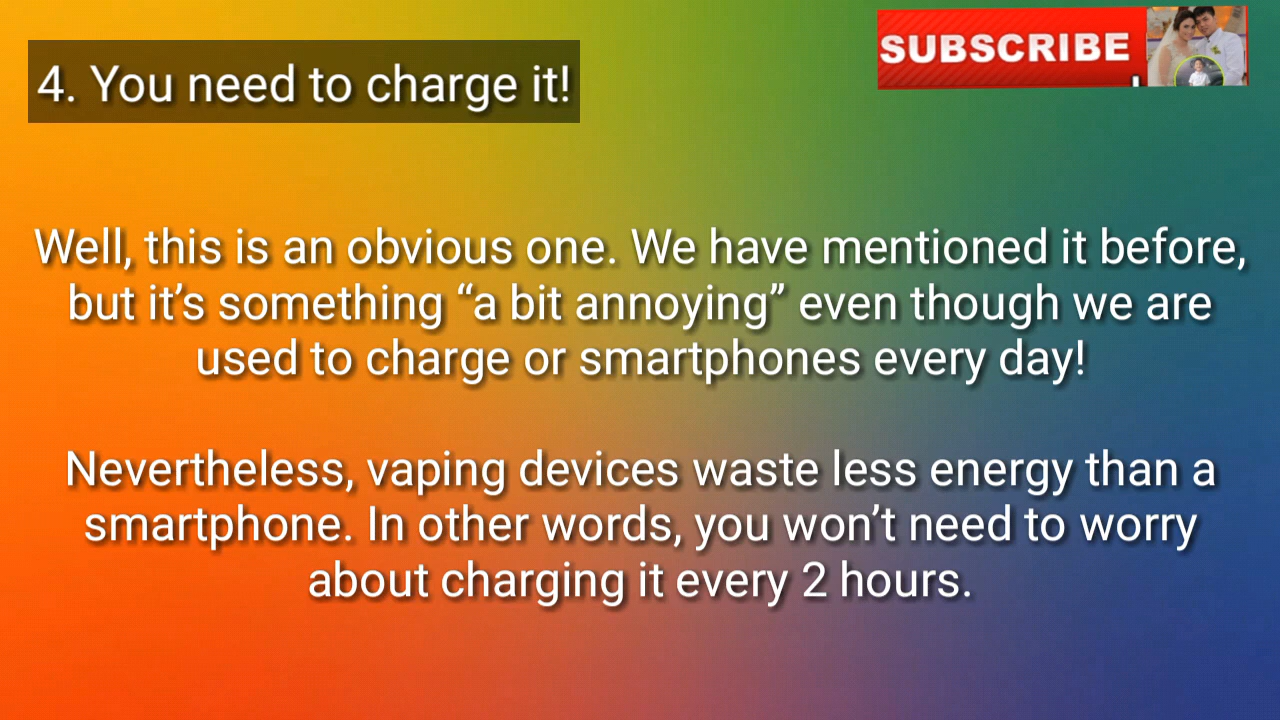 SUBSCRIBE
4. You need to charge it!
Well, this is an obvious one. We have mentioned it before,
but it’s something “a bit annoying” even though we are
used to charge or smartphones every day!
Nevertheless, vaping devices waste less energy than a
smartphone. In other words, you won’t need to worry
about charging it every 2 hours.